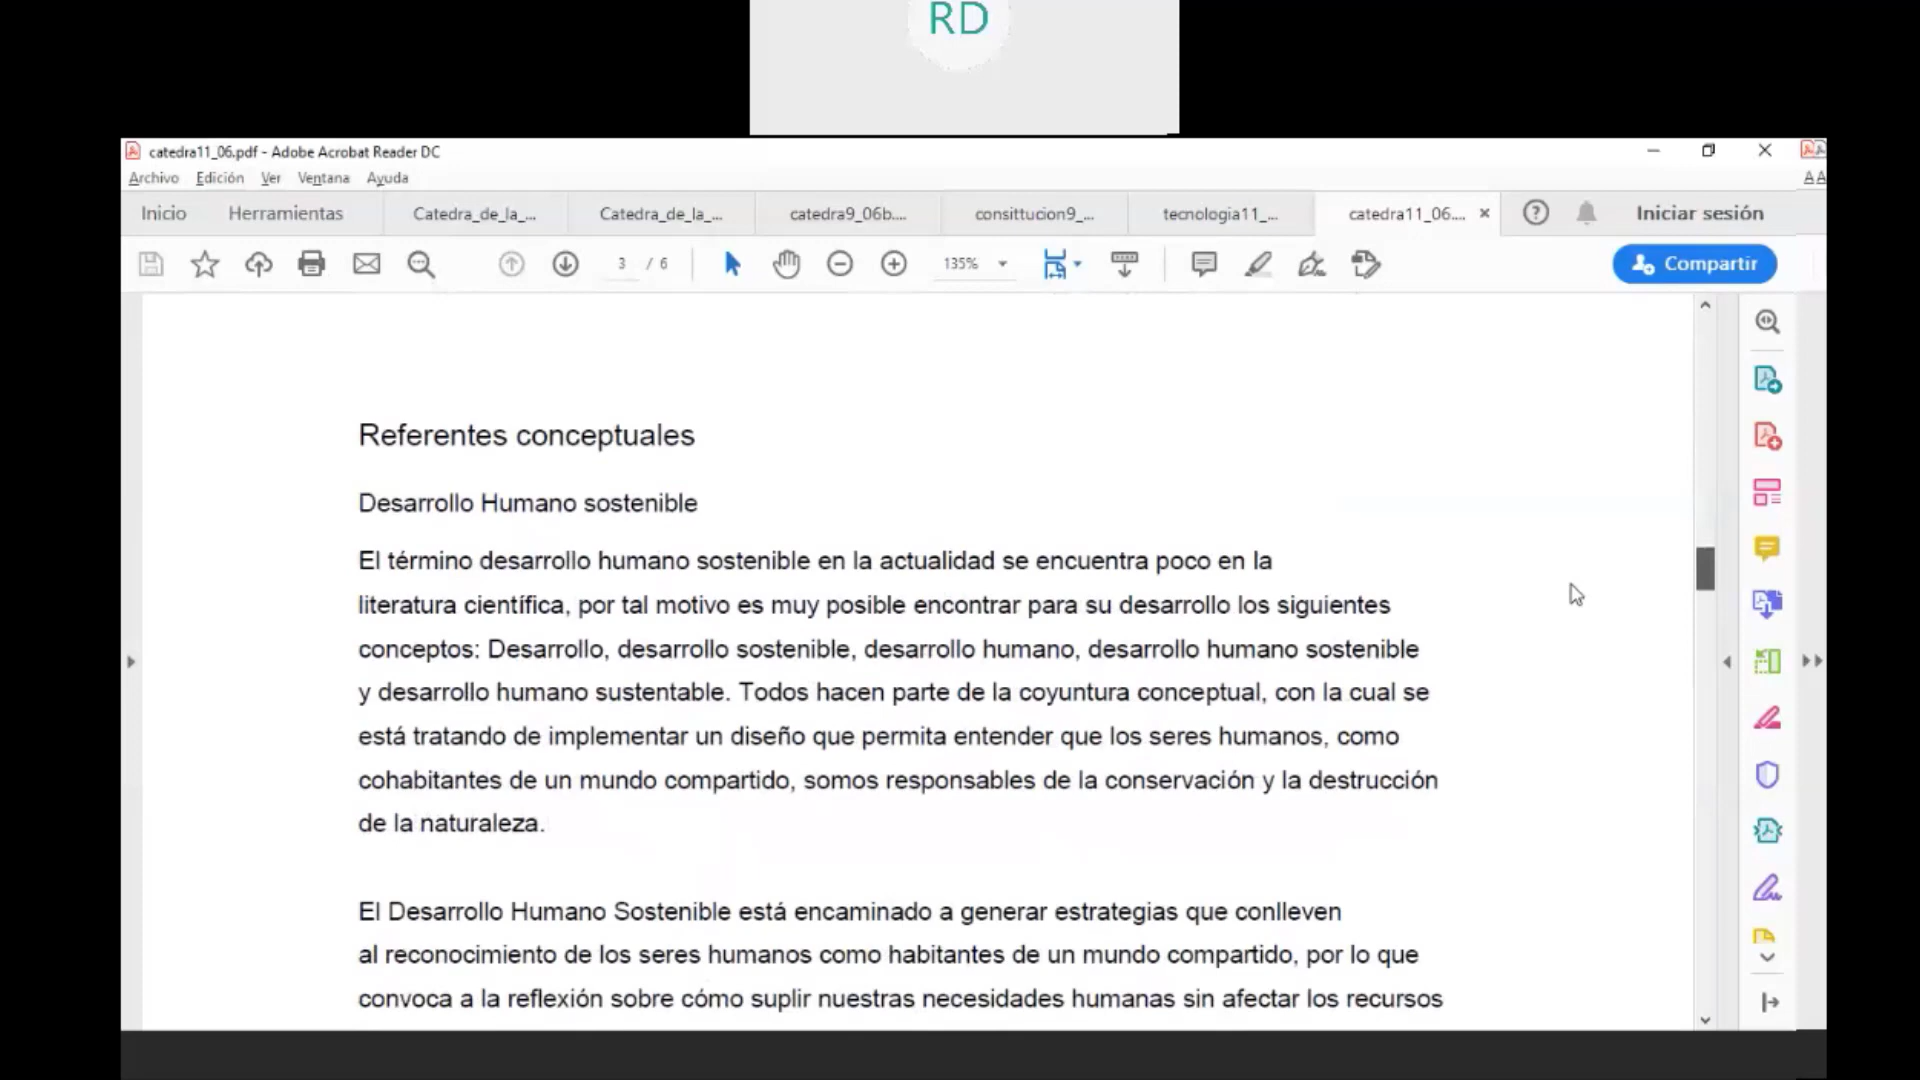 RD
catedra11_06.pdf - Adobe Acrobat Reader DC
Archivo Edición Ver Ventana Ayuda
Inicio Herramientas Catedra_de_la_... Catedra_de_la_... catedra9_06b.... consittucion9_... tecnologia11_... catedra11_06.... Iniciar sesión
3 / 6 135% Compartir
Referentes conceptuales
Desarrollo Humano sostenible
El término desarrollo humano sostenible en la actualidad se encuentra poco en la
literatura científica, por tal motivo es muy posible encontrar para su desarrollo los siguientes
conceptos: Desarrollo, desarrollo sostenible, desarrollo humano, desarrollo humano sostenible
y desarrollo humano sustentable. Todos hacen parte de la coyuntura conceptual, con la cual se
está tratando de implementar un diseño que permita entender que los seres humanos, como
cohabitantes de un mundo compartido, somos responsables de la conservación y la destrucción
de la naturaleza.
El Desarrollo Humano Sostenible está encaminado a generar estrategias que conlleven
al reconocimiento de los seres humanos como habitantes de un mundo compartido, por lo que
convoca a la reflexión sobre cómo suplir nuestras necesidades humanas sin afectar los recursos